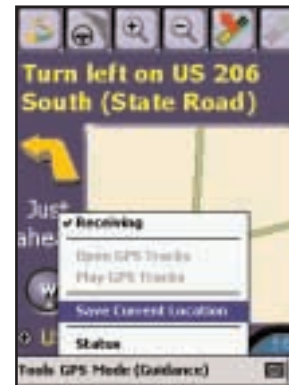 Turn left on US 206
South (State Road)
Just
ahe
✓ Receiving
Open GPS Tracks
Play GPS Tracks
W
Save Current Location
U
Status
Tools GPS Mode (Guidance)